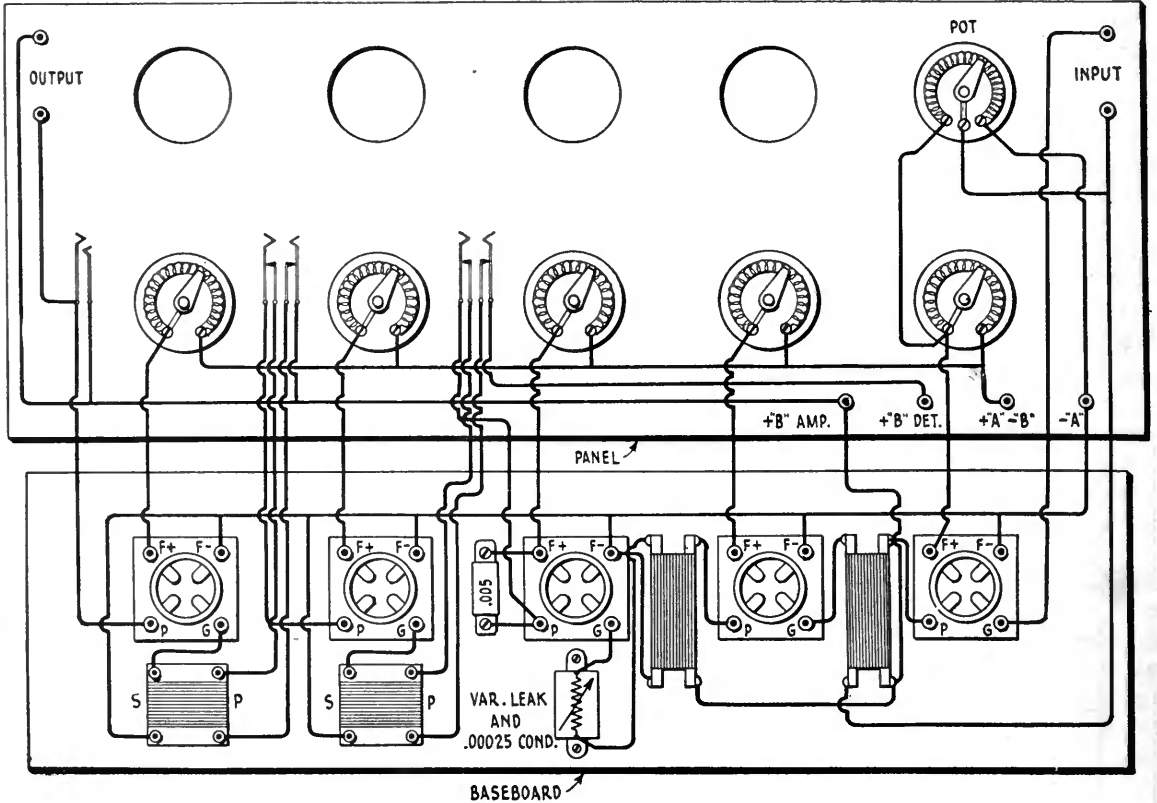 POT
OUTPUT
INPUT
+"B" AMP.
+"B" DET.
+"A" -"B"
-"A"
PANEL
F+ F-
P G
F+ F-
P G
.005
F+ F-
P G
F+ F-
P G
F+ F-
P G
S P
S P
VAR. LEAK
AND
.00025 COND.
BASEBOARD